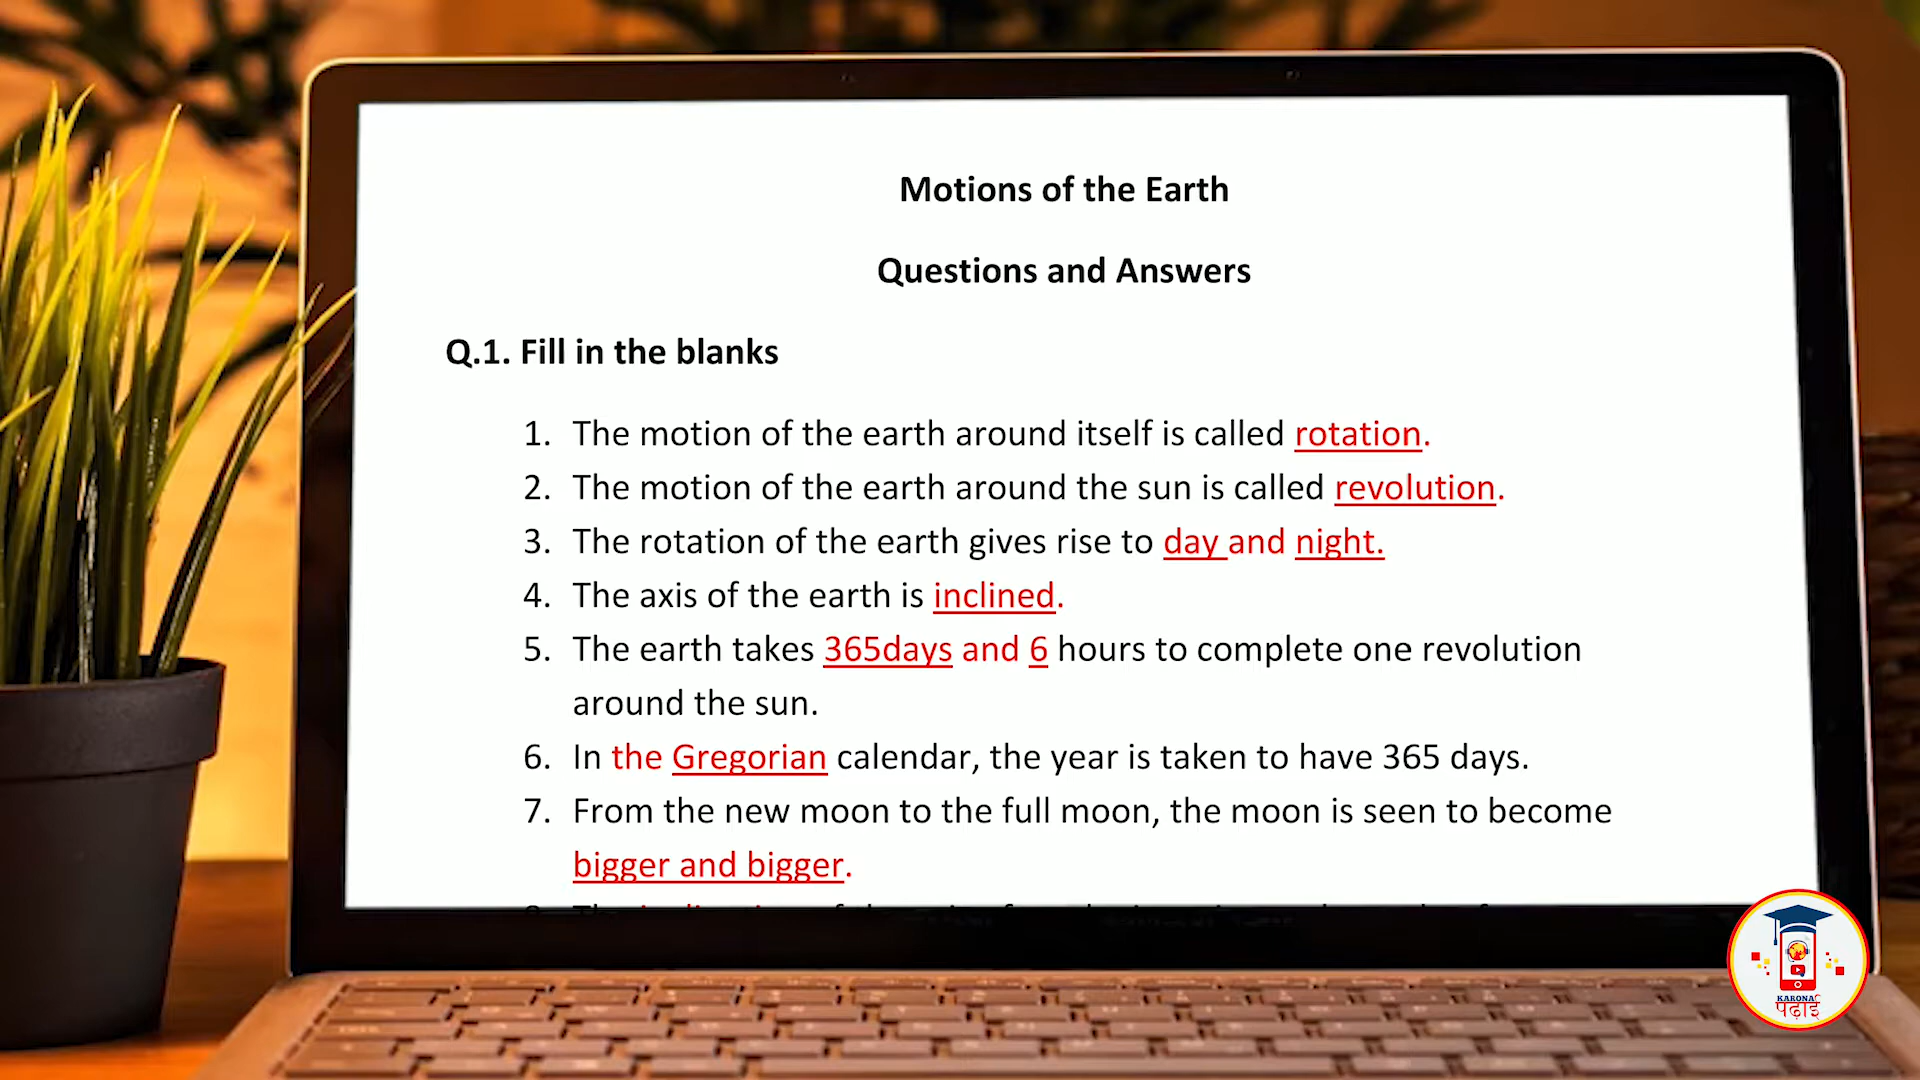 Motions of the Earth
Questions and Answers
Q.1. Fill in the blanks
1. The motion of the earth around itself is called rotation.
2. The motion of the earth around the sun is called revolution.
3. The rotation of the earth gives rise to day and night.
4. The axis of the earth is inclined.
5. The earth takes 365days and 6 hours to complete one revolution
around the sun.
6. In the Gregorian calendar, the year is taken to have 365 days.
7. From the new moon to the full moon, the moon is seen to become
bigger and bigger.
KARONA
पढ़ाई